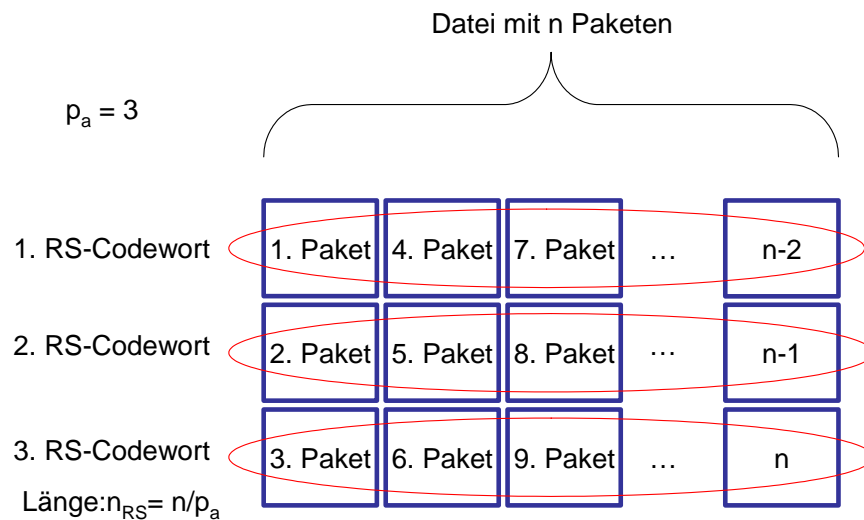 Datei mit n Paketen
pₐ = 3
1. RS-Codewort 1. Paket 4. Paket 7. Paket … n-2
2. RS-Codewort 2. Paket 5. Paket 8. Paket … n-1
3. RS-Codewort 3. Paket 6. Paket 9. Paket … n
Länge:n_RS= n/pₐ